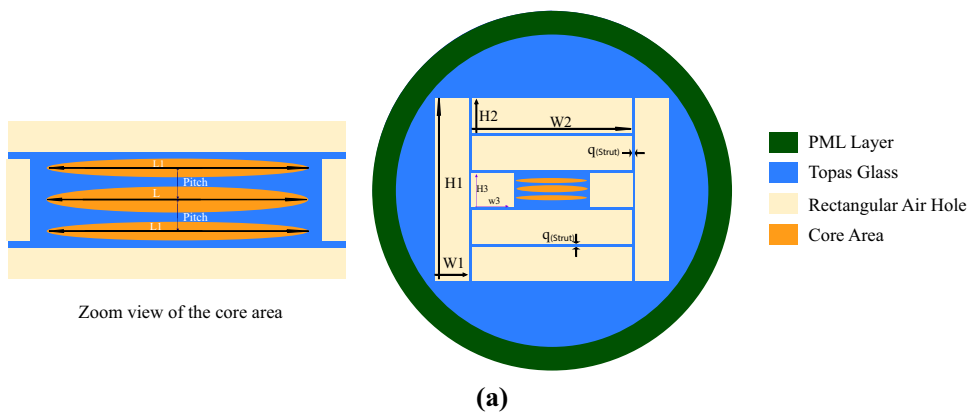 L1
Pitch
L
Pitch
L1
Zoom view of the core area
H2
W2
q(Strut)
H1
H3
w3
q(Strut)
W1
PML Layer
Topas Glass
Rectangular Air Hole
Core Area
(a)